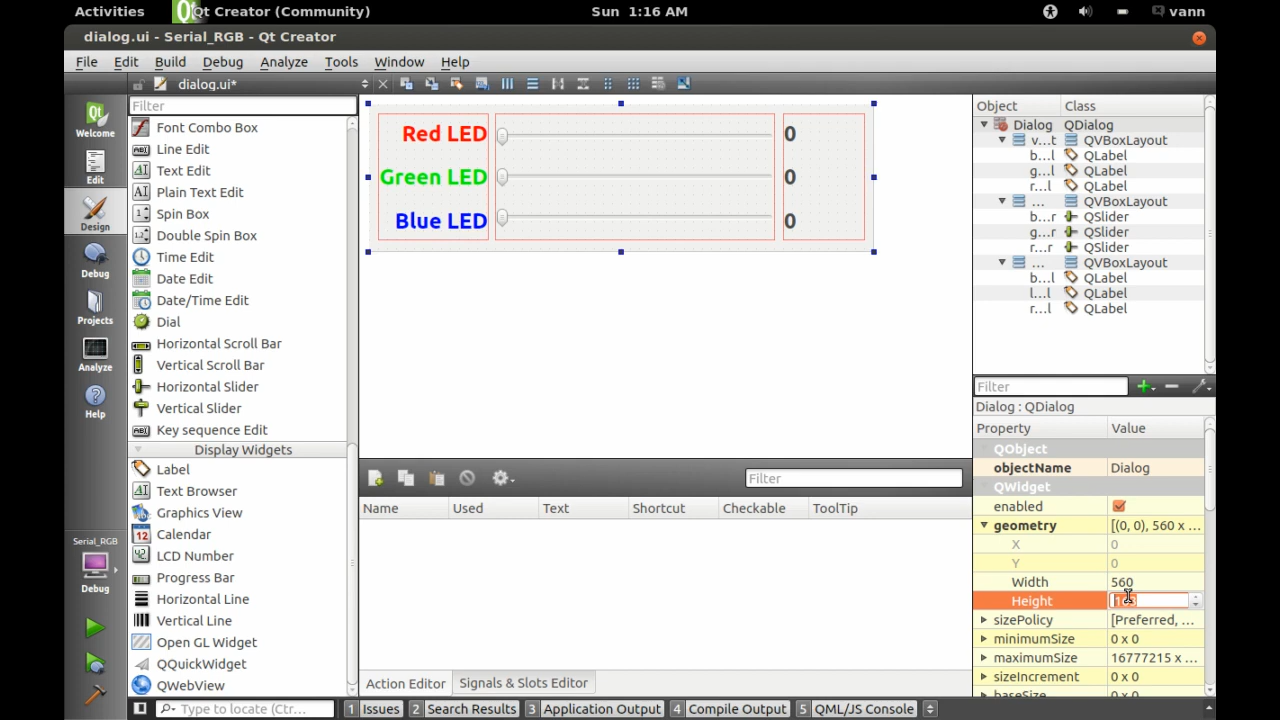 Activities Qt Creator (Community) Sun 1:16 AM vann
dialog.ui - Serial_RGB - Qt Creator
File Edit Build Debug Analyze Tools Window Help
dialog.ui*
Filter
Welcome
Edit
Design
Debug
Projects
Analyze
Help
Serial_RGB
Debug
Font Combo Box
Line Edit
Text Edit
Plain Text Edit
Spin Box
Double Spin Box
Time Edit
Date Edit
Date/Time Edit
Dial
Horizontal Scroll Bar
Vertical Scroll Bar
Horizontal Slider
Vertical Slider
Key sequence Edit
Display Widgets
Label
Text Browser
Graphics View
Calendar
LCD Number
Progress Bar
Horizontal Line
Vertical Line
Open GL Widget
QQuickWidget
QWebView
Red LED 0
Green LED 0
Blue LED 0
Filter
Name Used Text Shortcut Checkable ToolTip
Action Editor Signals & Slots Editor
Object Class
Dialog QDialog
v...t QVBoxLayout
b...l QLabel
g...l QLabel
r...l QLabel
... QVBoxLayout
b...r QSlider
g...r QSlider
r...r QSlider
... QVBoxLayout
b...l QLabel
l...l QLabel
r...l QLabel
Filter
Dialog : QDialog
Property Value
QObject
objectName Dialog
QWidget
enabled
geometry [(0, 0), 560 x ...
X 0
Y 0
Width 560
Height
sizePolicy [Preferred, ...
minimumSize 0 x 0
maximumSize 16777215 x ...
sizeIncrement 0 x 0
baseSize 0 x 0
Type to locate (Ctr... 1 Issues 2 Search Results 3 Application Output 4 Compile Output 5 QML/JS Console